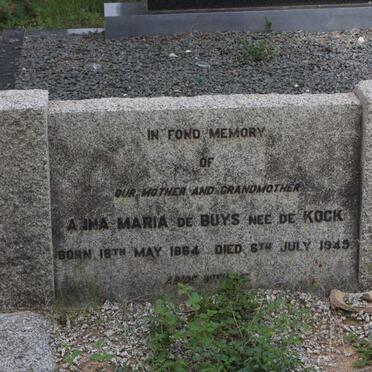 IN FOND MEMORY
OF
OUR MOTHER AND GRANDMOTHER
ANNA MARIA DE BUYS NEE DE KOCK
BORN 18TH MAY 1864 DIED 6TH JULY 1945